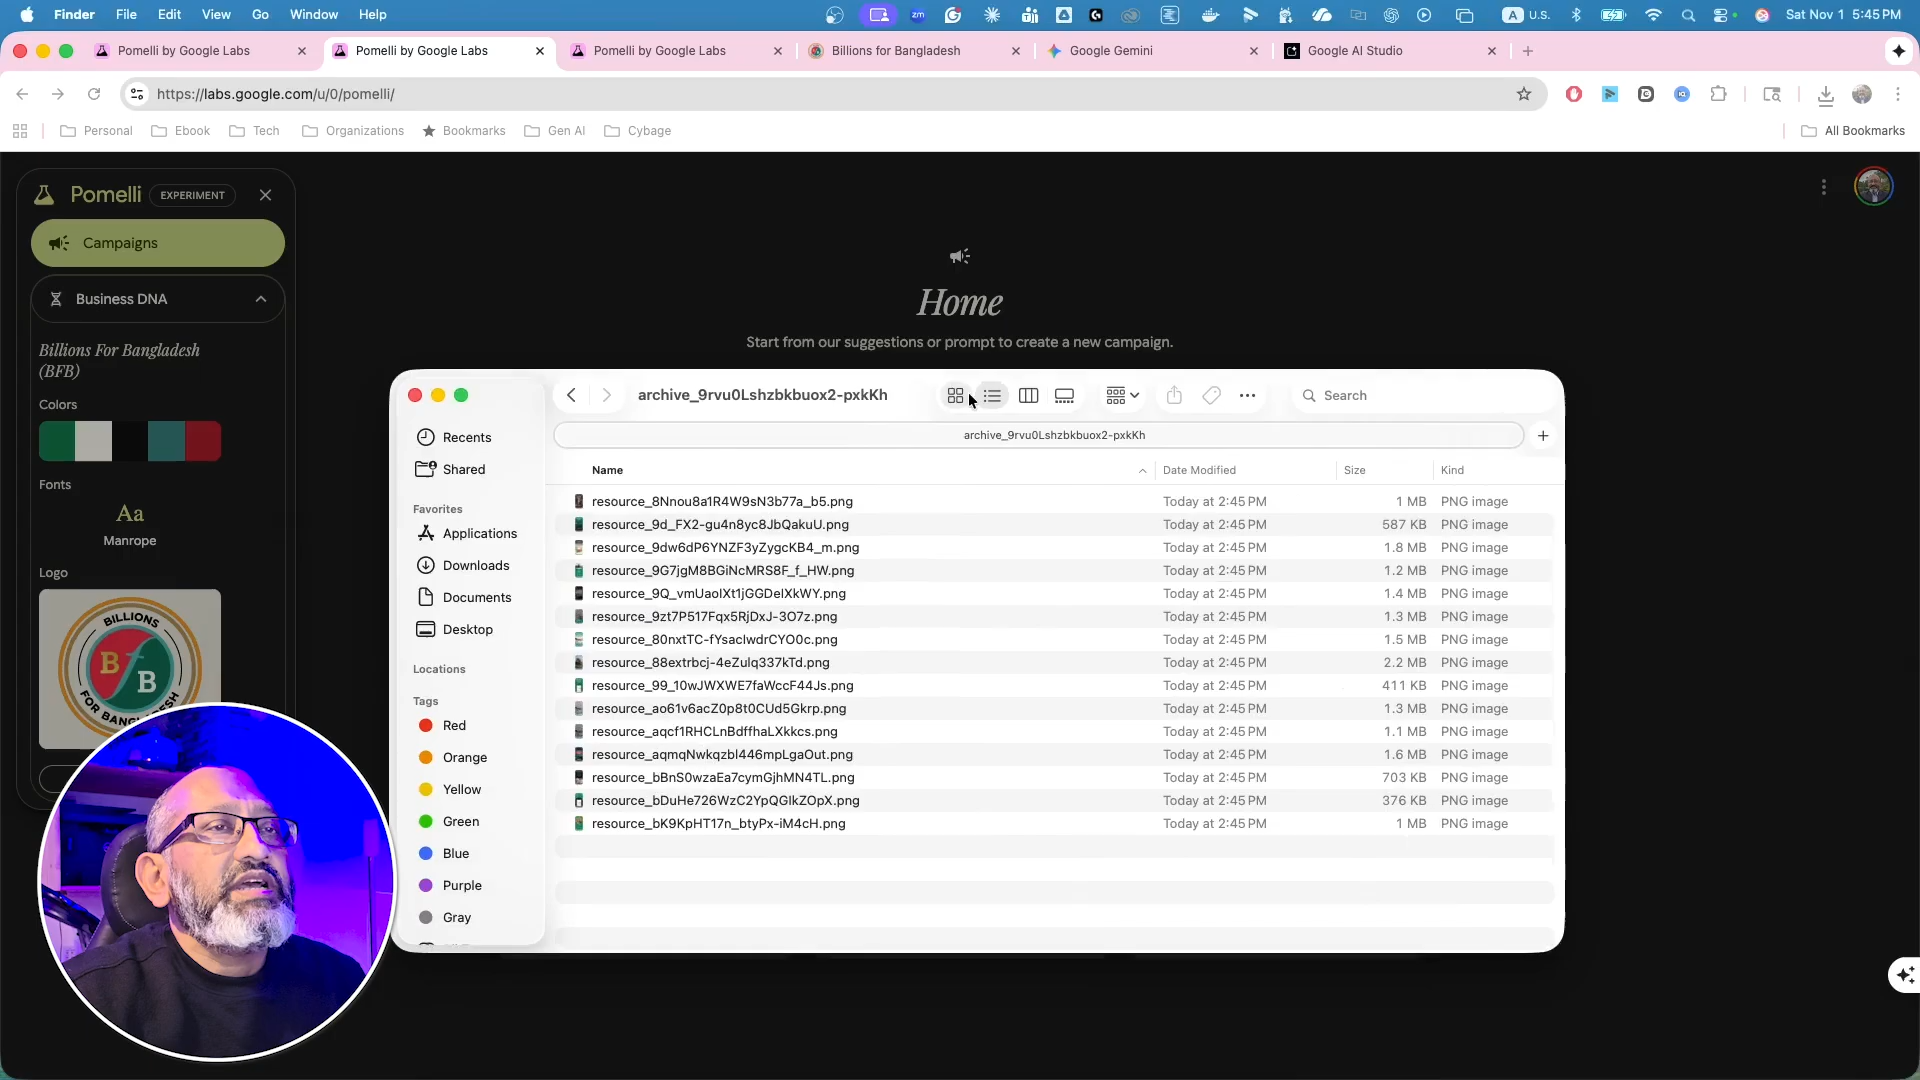 Finder File Edit View Go Window Help
zm A U.S. Sat Nov 1 5:45 PM
Pomelli by Google Labs Pomelli by Google Labs Pomelli by Google Labs Billions for Bangladesh Google Gemini Google AI Studio
https://labs.google.com/u/0/pomelli/
Personal Ebook Tech Organizations Bookmarks Gen AI Cybage All Bookmarks
Pomelli EXPERIMENT
Campaigns
Business DNA
Billions For Bangladesh
(BFB)
Colors
Fonts
Aa
Manrope
Logo
BILLIONS
B f B
FOR BANG
Home
Start from our suggestions or prompt to create a new campaign.
archive_9rvu0Lshzbkbuox2-pxkKh
Search
archive_9rvu0Lshzbkbuox2-pxkKh
Recents
Shared
Favorites
Applications
Downloads
Documents
Desktop
Locations
Tags
Red
Orange
Yellow
Green
Blue
Purple
Gray
Name Date Modified Size Kind
resource_8Nnou8a1R4W9sN3b77a_b5.png Today at 2:45 PM 1 MB PNG image
resource_9d_FX2-gu4n8yc8JbQakuU.png Today at 2:45 PM 587 KB PNG image
resource_9dw6dP6YNZF3yZygcKB4_m.png Today at 2:45 PM 1.8 MB PNG image
resource_9G7jgM8BGiNcMRS8F_f_HW.png Today at 2:45 PM 1.2 MB PNG image
resource_9Q_vmUaoIXt1jGGDeIXkWY.png Today at 2:45 PM 1.4 MB PNG image
resource_9zt7P517Fqx5RjDxJ-3O7z.png Today at 2:45 PM 1.3 MB PNG image
resource_80nxtTC-fYsaclwdrCYO0c.png Today at 2:45 PM 1.5 MB PNG image
resource_88extrbcj-4eZulq337kTd.png Today at 2:45 PM 2.2 MB PNG image
resource_99_10wJWXWE7faWccF44Js.png Today at 2:45 PM 411 KB PNG image
resource_ao61v6acZ0p8t0CUd5Gkrp.png Today at 2:45 PM 1.3 MB PNG image
resource_aqcf1RHCLnBdffhaLXkkcs.png Today at 2:45 PM 1.1 MB PNG image
resource_aqmqNwkqzbl446mpLgaOut.png Today at 2:45 PM 1.6 MB PNG image
resource_bBnS0wzaEa7cymGjhMN4TL.png Today at 2:45 PM 703 KB PNG image
resource_bDuHe726WzC2YpQGlkZOpX.png Today at 2:45 PM 376 KB PNG image
resource_bK9KpHT17n_btyPx-iM4cH.png Today at 2:45 PM 1 MB PNG image